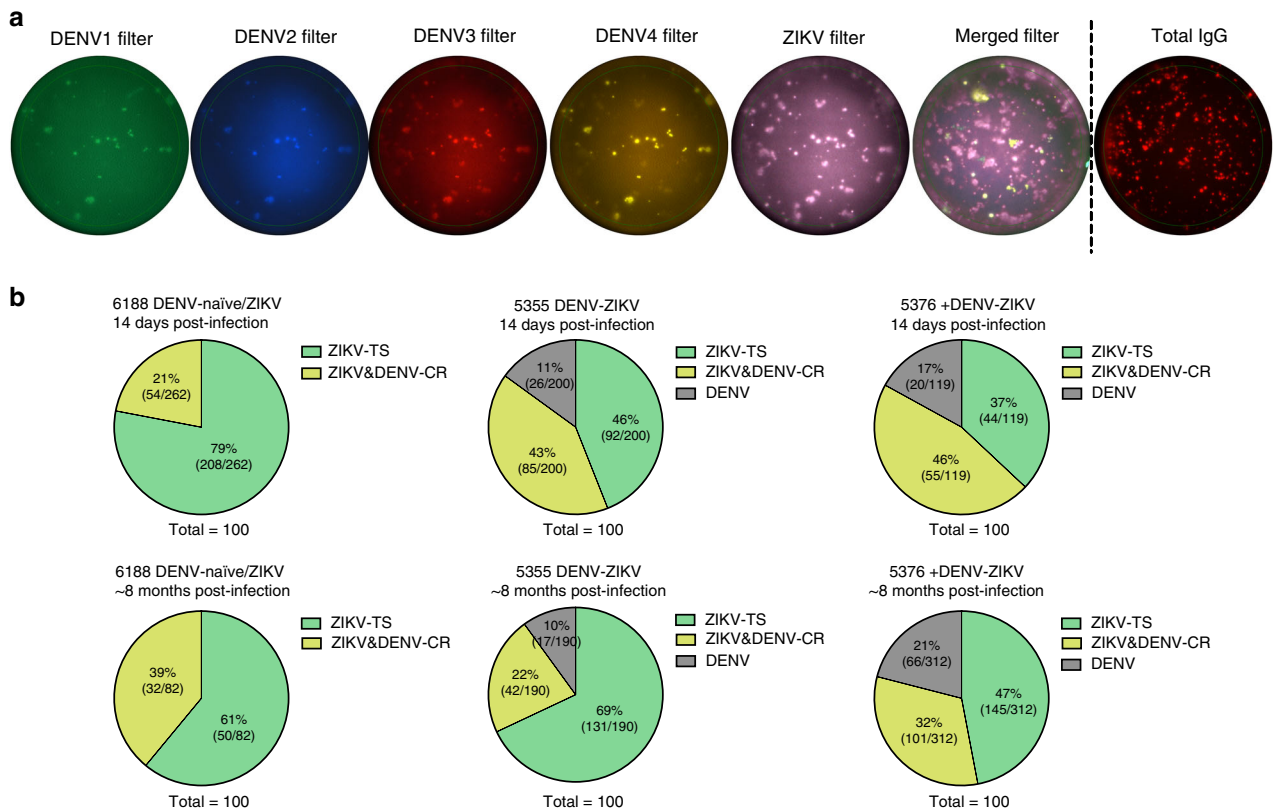 a
DENV1 filter
DENV2 filter
DENV3 filter
DENV4 filter
ZIKV filter
Merged filter
Total IgG
b
6188 DENV-naïve/ZIKV
14 days post-infection
ZIKV-TS
ZIKV&DENV-CR
21%
(54/262)
79%
(208/262)
Total = 100
5355 DENV-ZIKV
14 days post-infection
ZIKV-TS
ZIKV&DENV-CR
DENV
11%
(26/200)
46%
(92/200)
43%
(85/200)
Total = 100
5376 +DENV-ZIKV
14 days post-infection
ZIKV-TS
ZIKV&DENV-CR
DENV
17%
(20/119)
37%
(44/119)
46%
(55/119)
Total = 100
6188 DENV-naïve/ZIKV
~8 months post-infection
ZIKV-TS
ZIKV&DENV-CR
39%
(32/82)
61%
(50/82)
Total = 100
5355 DENV-ZIKV
~8 months post-infection
ZIKV-TS
ZIKV&DENV-CR
DENV
10%
(17/190)
22%
(42/190)
69%
(131/190)
Total = 100
5376 +DENV-ZIKV
~8 months post-infection
ZIKV-TS
ZIKV&DENV-CR
DENV
21%
(66/312)
47%
(145/312)
32%
(101/312)
Total = 100